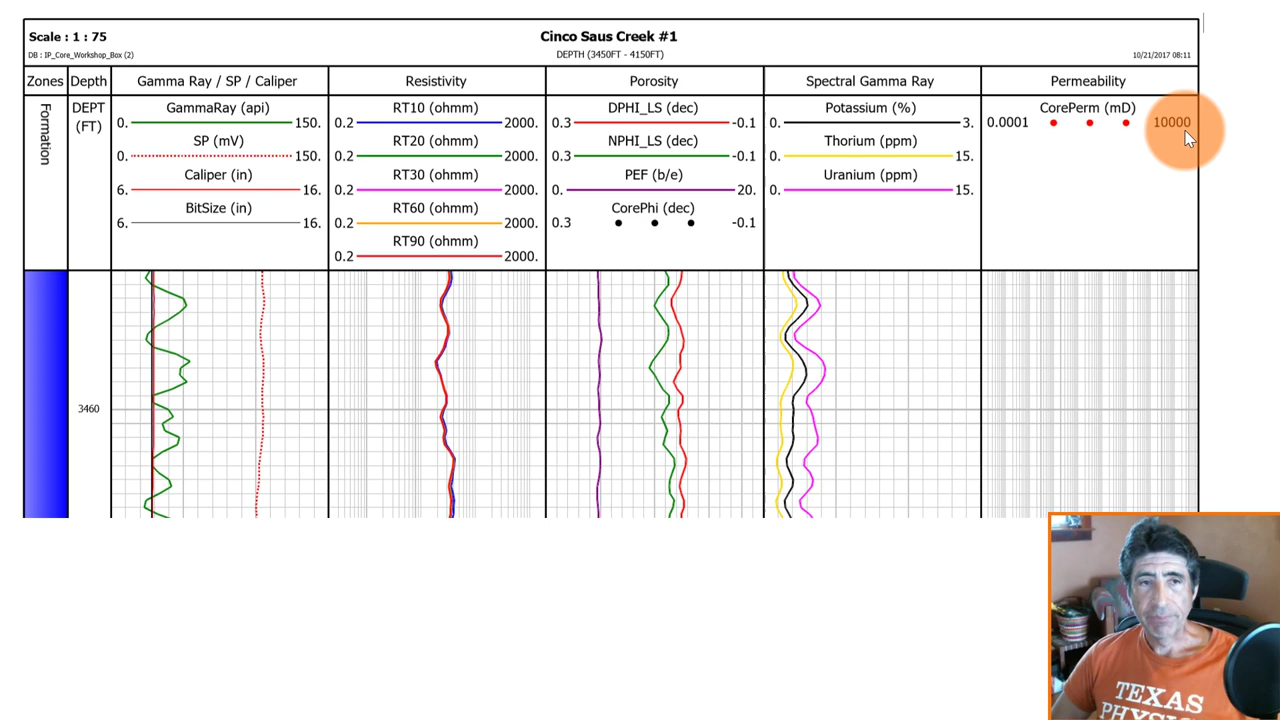 Scale : 1 : 75
Cinco Saus Creek #1
DB : IP_Core_Workshop_Box (2)
DEPTH (3450FT - 4150FT)
10/21/2017 08:11
Zones Depth Gamma Ray / SP / Caliper Resistivity Porosity Spectral Gamma Ray Permeability
Formation
DEPT
(FT)
GammaRay (api)
0. 150.
SP (mV)
0. 150.
Caliper (in)
6. 16.
BitSize (in)
6. 16.
RT10 (ohmm)
0.2 2000.
RT20 (ohmm)
0.2 2000.
RT30 (ohmm)
0.2 2000.
RT60 (ohmm)
0.2 2000.
RT90 (ohmm)
0.2 2000.
DPHI_LS (dec)
0.3 -0.1
NPHI_LS (dec)
0.3 -0.1
PEF (b/e)
0. 20.
CorePhi (dec)
0.3 -0.1
Potassium (%)
0. 3.
Thorium (ppm)
0. 15.
Uranium (ppm)
0. 15.
CorePerm (mD)
0.0001 10000
3460
TEXAS